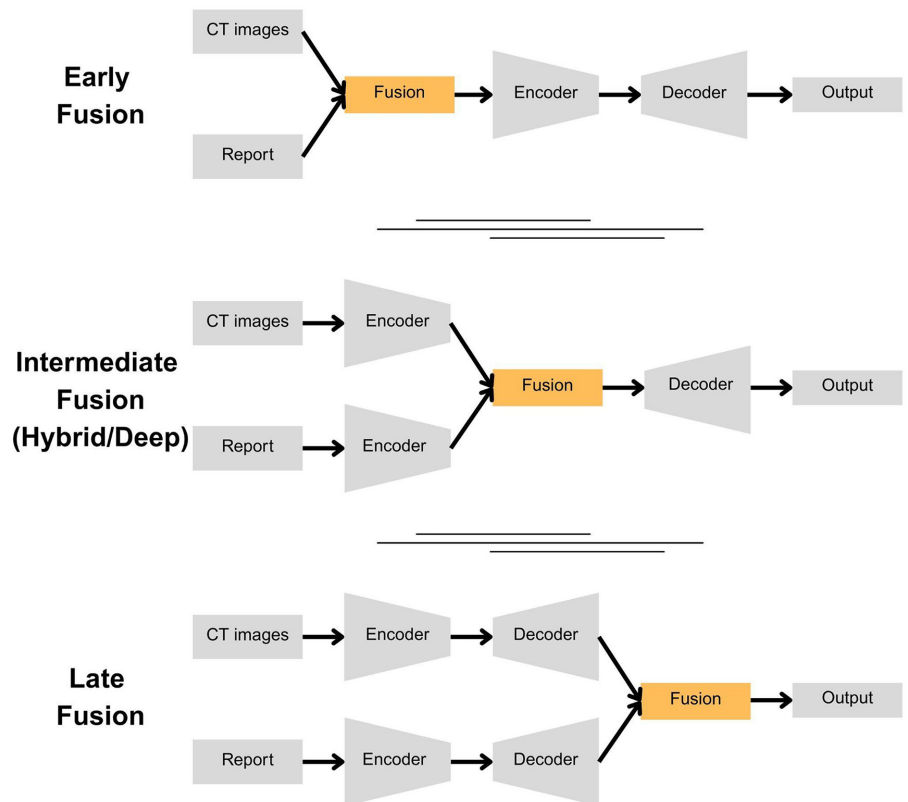 Early
Fusion
CT images
Report
Fusion
Encoder
Decoder
Output
Intermediate
Fusion
(Hybrid/Deep)
CT images
Encoder
Report
Encoder
Fusion
Decoder
Output
Late
Fusion
CT images
Encoder
Decoder
Report
Encoder
Decoder
Fusion
Output